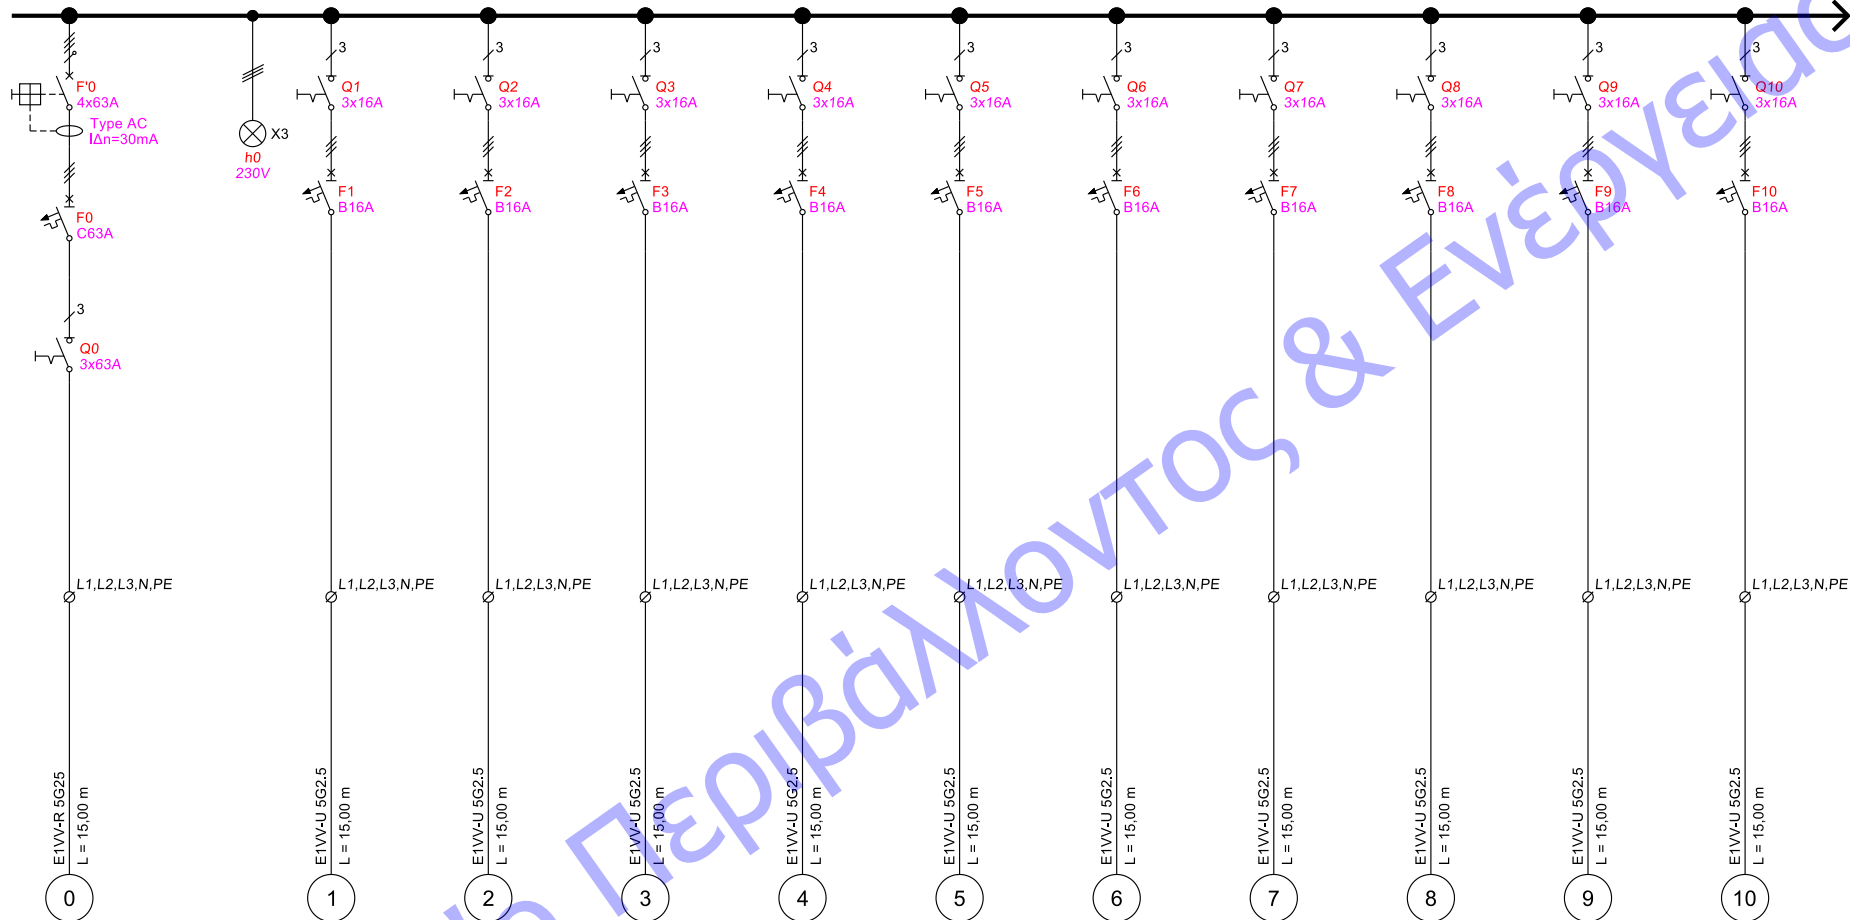 3
3
3
3
3
3
3
3
3
3
F'0
4x63A
Type AC
IΔn=30mA
X3
h0
230V
Q1
3x16A
Q2
3x16A
Q3
3x16A
Q4
3x16A
Q5
3x16A
Q6
3x16A
Q7
3x16A
Q8
3x16A
Q9
3x16A
Q10
3x16A
F0
C63A
F1
B16A
F2
B16A
F3
B16A
F4
B16A
F5
B16A
F6
B16A
F7
B16A
F8
B16A
F9
B16A
F10
B16A
3
Q0
3x63A
L1,L2,L3,N,PE
L1,L2,L3,N,PE
L1,L2,L3,N,PE
L1,L2,L3,N,PE
L1,L2,L3,N,PE
L1,L2,L3,N,PE
L1,L2,L3,N,PE
L1,L2,L3,N,PE
L1,L2,L3,N,PE
L1,L2,L3,N,PE
L1,L2,L3,N,PE
E1VV-R 5G25
L = 15,00 m
E1VV-U 5G2.5
L = 15,00 m
E1VV-U 5G2.5
L = 15,00 m
E1VV-U 5G2.5
L = 15,00 m
E1VV-U 5G2.5
L = 15,00 m
E1VV-U 5G2.5
L = 15,00 m
E1VV-U 5G2.5
L = 15,00 m
E1VV-U 5G2.5
L = 15,00 m
E1VV-U 5G2.5
L = 15,00 m
E1VV-U 5G2.5
L = 15,00 m
E1VV-U 5G2.5
L = 15,00 m
0
1
2
3
4
5
6
7
8
9
10
Περιβάλλοντος & Ενέργειας